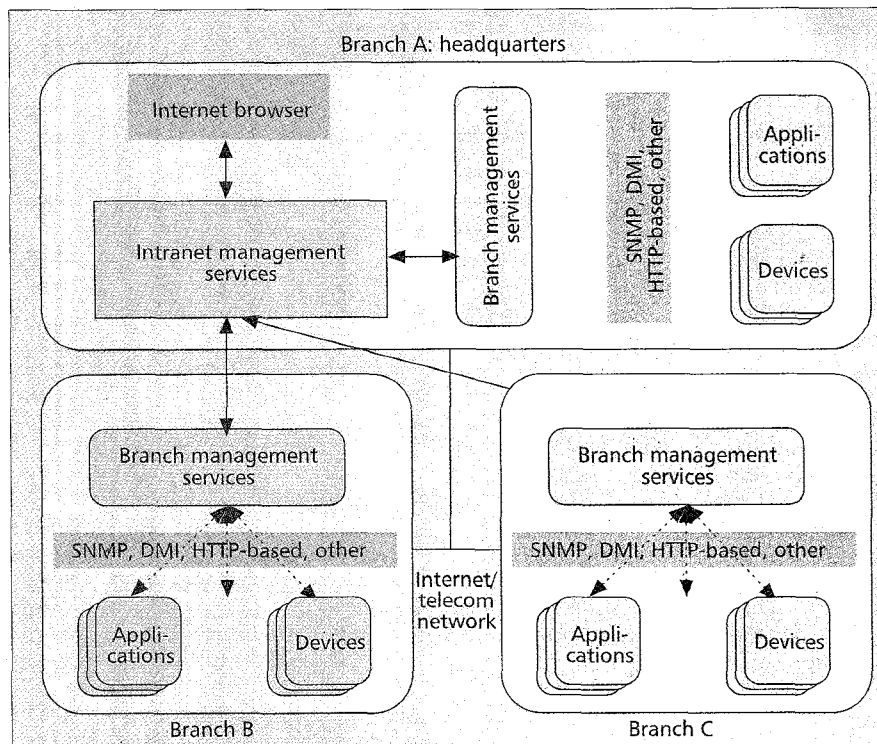 Branch A: headquarters
Internet browser
Intranet management
services
Branch management
services
SNMP, DMI,
HTTP-based, other
Appli-
cations
Devices
Branch management
services
SNMP, DMI, HTTP-based, other
Appli-
cations
Devices
Branch B
Internet/
telecom
network
Branch management
services
SNMP, DMI, HTTP-based, other
Appli-
cations
Devices
Branch C